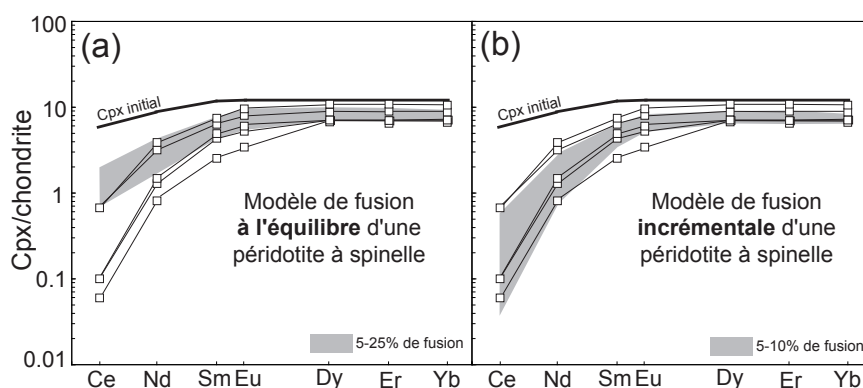 (a)
(b)
Cpx/chondrite
100
10
1
0.1
0.01
Cpx initial
Cpx initial
Modèle de fusion
à l'équilibre d'une
péridotite à spinelle
Modèle de fusion
incrémentale d'une
péridotite à spinelle
5-25% de fusion
5-10% de fusion
Ce Nd Sm Eu Dy Er Yb
Ce Nd Sm Eu Dy Er Yb